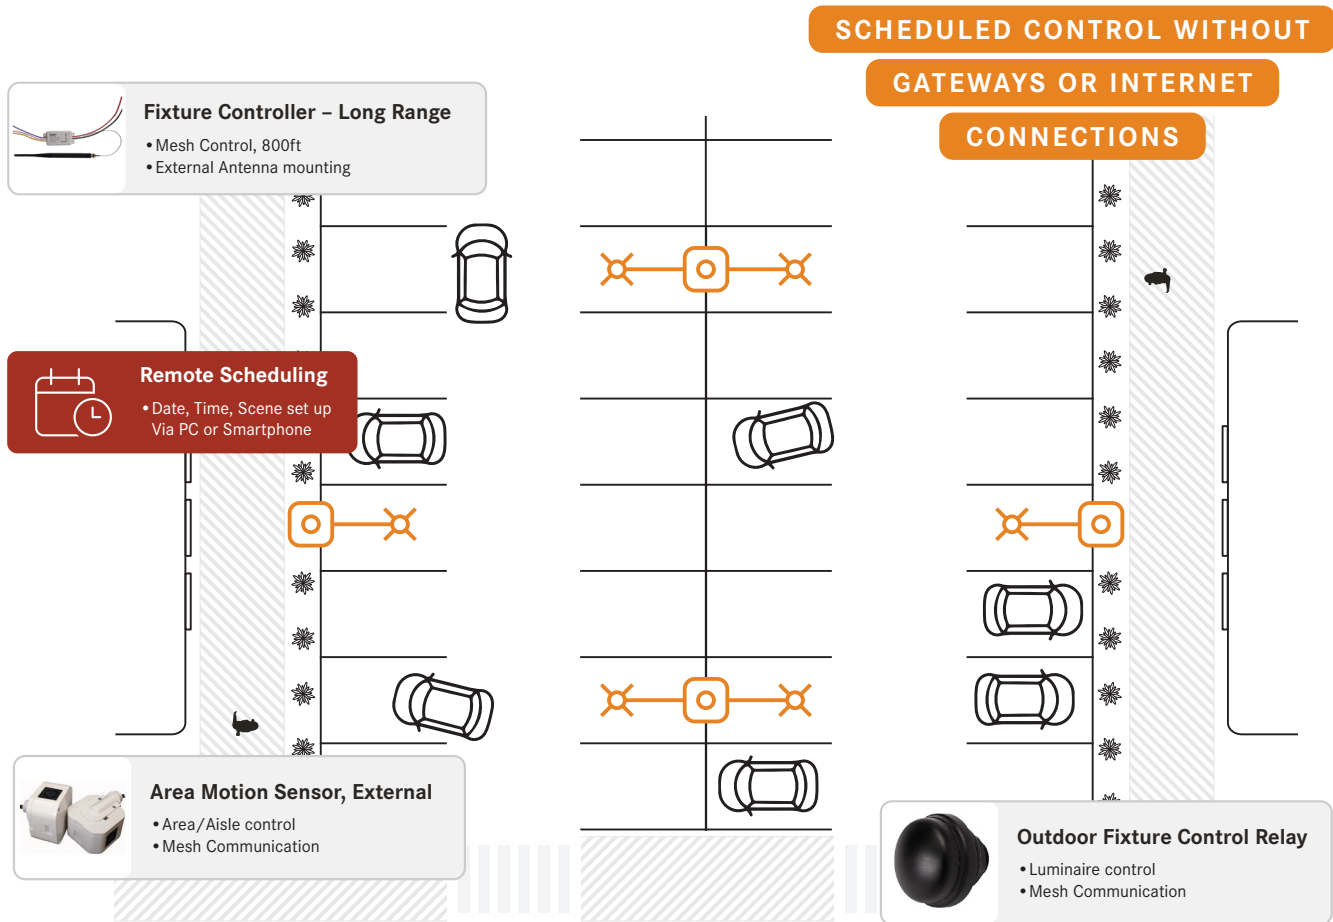 SCHEDULED CONTROL WITHOUT
GATEWAYS OR INTERNET
CONNECTIONS
Fixture Controller – Long Range
• Mesh Control, 800ft
• External Antenna mounting
Remote Scheduling
• Date, Time, Scene set up
Via PC or Smartphone
Area Motion Sensor, External
• Area/Aisle control
• Mesh Communication
Outdoor Fixture Control Relay
• Luminaire control
• Mesh Communication